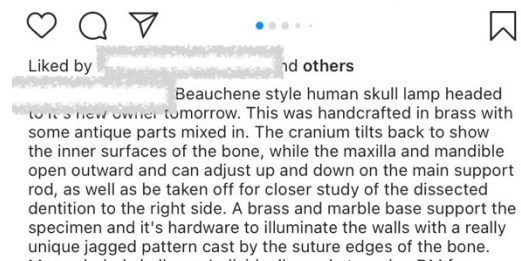 Liked by nd others
Beauchene style human skull lamp headed
to it's new owner tomorrow. This was handcrafted in brass with
some antique parts mixed in. The cranium tilts back to show
the inner surfaces of the bone, while the maxilla and mandible
open outward and can adjust up and down on the main support
rod, as well as be taken off for closer study of the dissected
dentition to the right side. A brass and marble base support the
specimen and it's hardware to illuminate the walls with a really
unique jagged pattern cast by the suture edges of the bone.